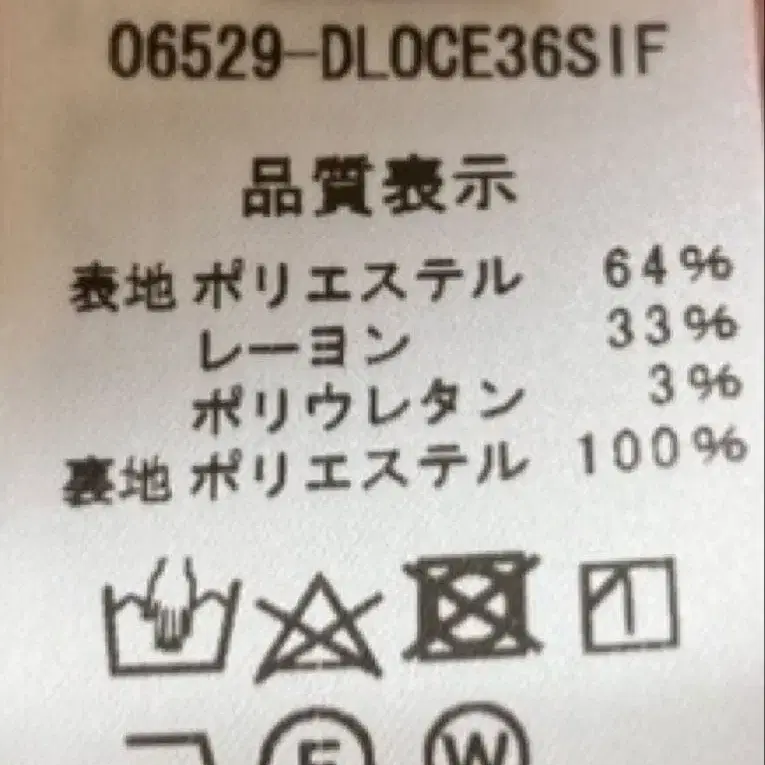 06529-DLOCE36SIF
品質表示
表地 ポリエステル 64%
レーヨン 33%
ポリウレタン 3%
裏地 ポリエステル 100%
F W